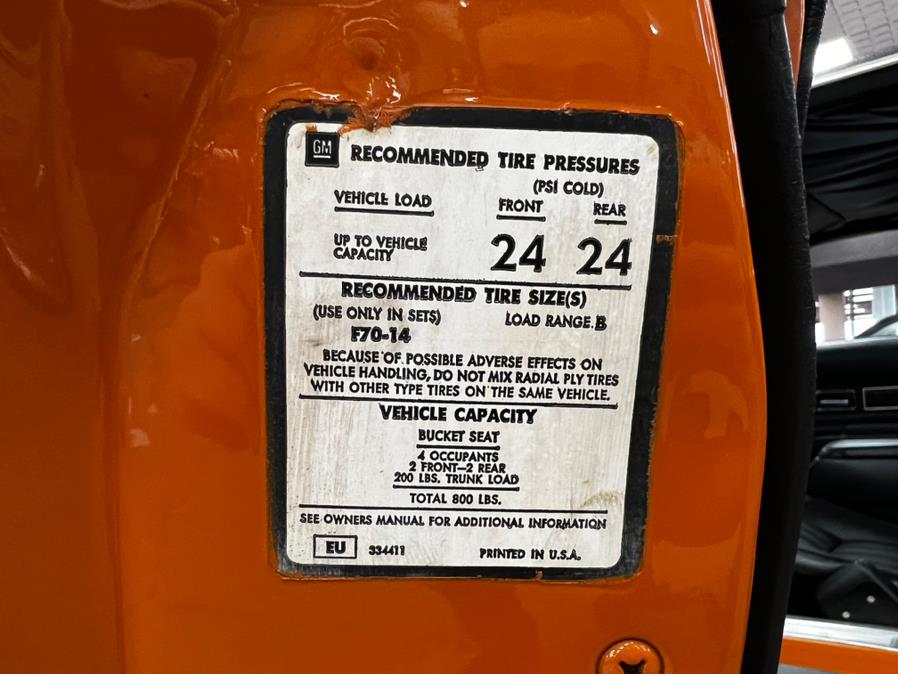 GM RECOMMENDED TIRE PRESSURES
(PSI COLD)
VEHICLE LOAD FRONT REAR
UP TO VEHICLE
CAPACITY 24 24
RECOMMENDED TIRE SIZE(S)
(USE ONLY IN SETS) LOAD RANGE.B
F70-14
BECAUSE OF POSSIBLE ADVERSE EFFECTS ON
VEHICLE HANDLING, DO NOT MIX RADIAL PLY TIRES
WITH OTHER TYPE TIRES ON THE SAME VEHICLE.
VEHICLE CAPACITY
BUCKET SEAT
4 OCCUPANTS
2 FRONT—2 REAR
200 LBS. TRUNK LOAD
TOTAL 800 LBS.
SEE OWNERS MANUAL FOR ADDITIONAL INFORMATION
EU 334411 PRINTED IN U.S.A.